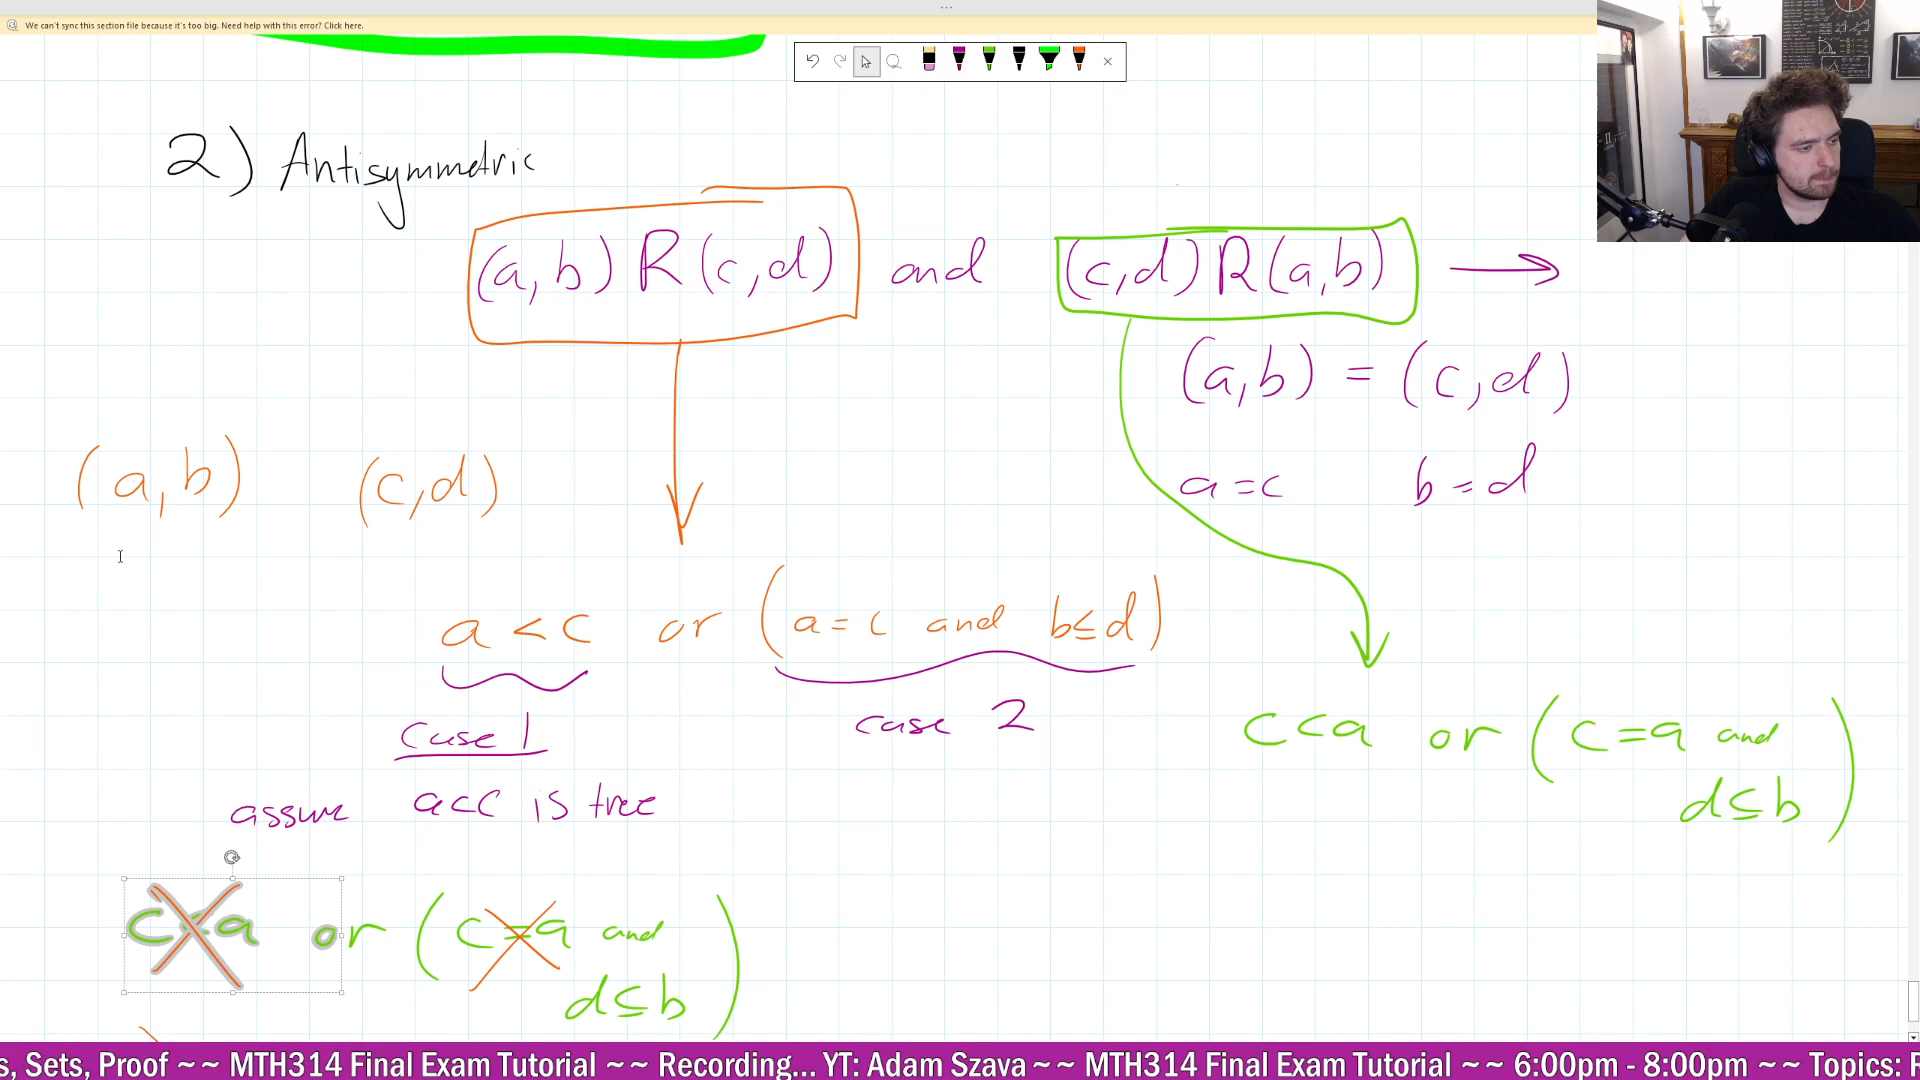 We can't sync this section file because it's too big. Need help with this error? Click here.
2) Antisymmetric
(a,b) R (c,d) and (c,d) R (a,b) →
(a,b) = (c,d)
(a,b) (c,d)
a=c b=d
a < c or (a=c and b≤d)
case 1
case 2
c<a or (c=a and
d≤b)
assume a<c is true
c<a or (c=a and
d≤b)
s, Sets, Proof ~~ MTH314 Final Exam Tutorial ~~ Recording... YT: Adam Szava ~~ MTH314 Final Exam Tutorial ~~ 6:00pm - 8:00pm ~~ Topics: R